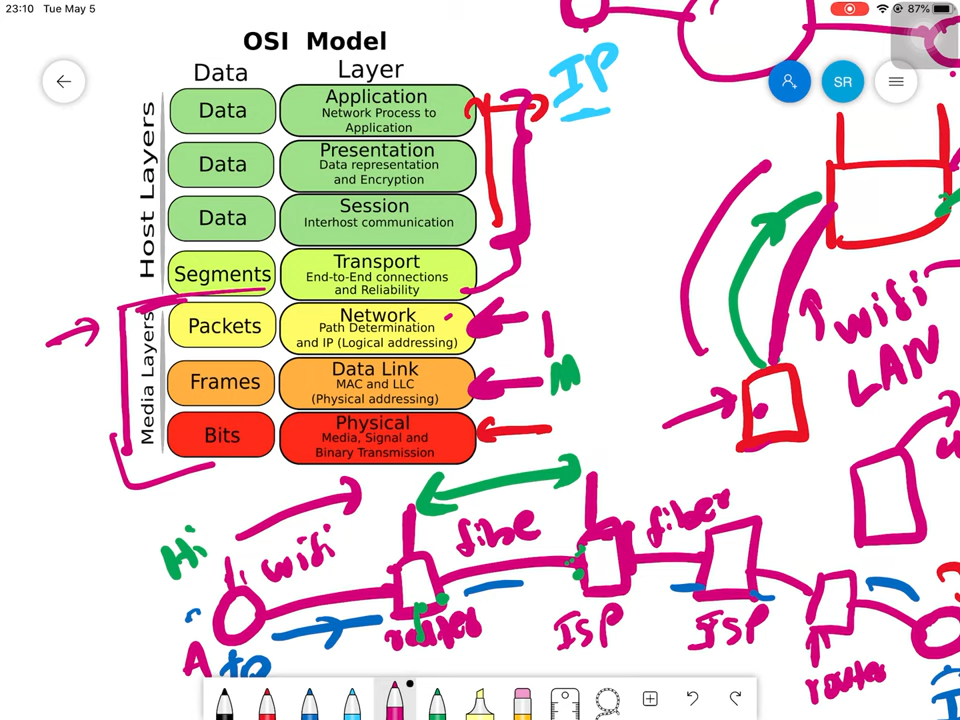 23:10 Tue May 5
87%
OSI Model
Data Layer
Host Layers
Media Layers
Data
Application
Network Process to
Application
Data
Presentation
Data representation
and Encryption
Data
Session
Interhost communication
Segments
Transport
End-to-End connections
and Reliability
Packets
Network
Path Determination
and IP (Logical addressing)
Frames
Data Link
MAC and LLC
(Physical addressing)
Bits
Physical
Media, Signal and
Binary Transmission
IP
SR
M
wifi
LAN
Hi
wifi
fibe
fiber
A
ISP
ISP
router